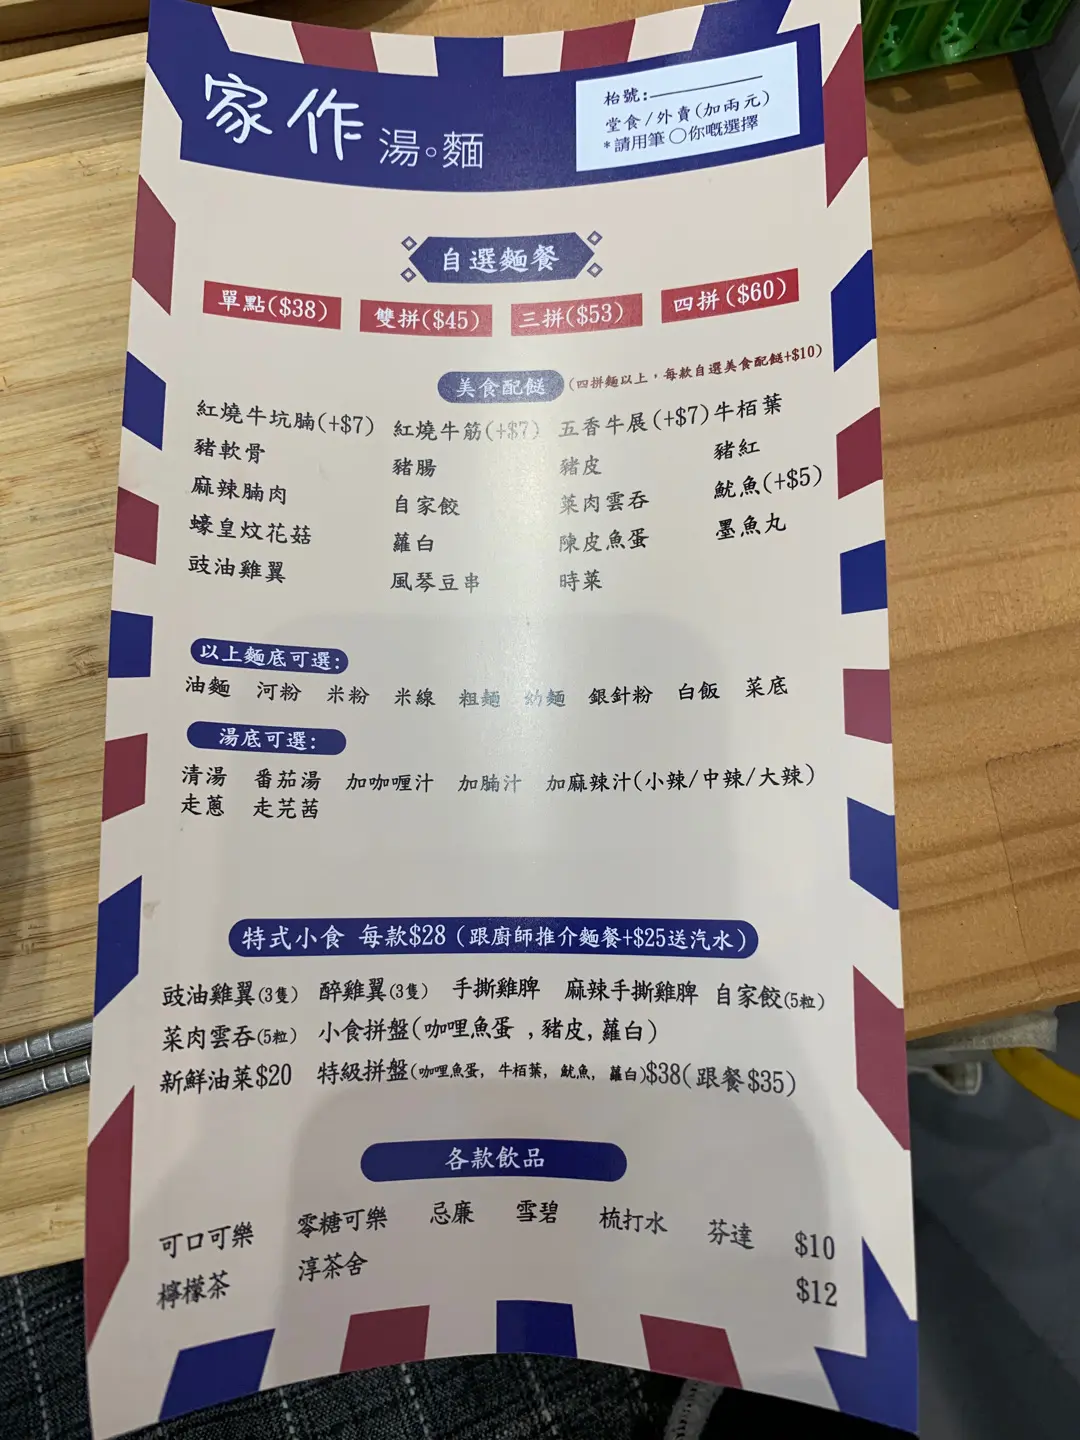 家作 湯。麵
枱號:
堂食/外賣(加兩元)
*請用筆○你嘅選擇
自選麵餐
單點($38) 雙拼($45) 三拼($53) 四拼($60)
美食配餸 (四拼麵以上，每款自選美食配餸+$10)
紅燒牛坑腩(+$7) 紅燒牛筋(+$7) 五香牛展(+$7) 牛栢葉
豬軟骨 豬腸 豬皮 豬紅
麻辣腩肉 自家餃 菜肉雲吞 魷魚(+$5)
蠔皇炆花菇 蘿白 陳皮魚蛋 墨魚丸
豉油雞翼 風琴豆串 時菜
以上麵底可選:
油麵 河粉 米粉 米線 粗麵 幼麵 銀針粉 白飯 菜底
湯底可選:
清湯 番茄湯 加咖喱汁 加腩汁 加麻辣汁(小辣/中辣/大辣)
走蔥 走芫茜
特式小食 每款$28 (跟廚師推介麵餐+$25送汽水)
豉油雞翼(3隻) 醉雞翼(3隻) 手撕雞脾 麻辣手撕雞脾 自家餃(5粒)
菜肉雲吞(5粒) 小食拼盤(咖哩魚蛋 ,豬皮,蘿白)
新鮮油菜$20 特級拼盤(咖哩魚蛋, 牛栢葉, 魷魚, 蘿白)$38(跟餐$35)
各款飲品
可口可樂 零糖可樂 忌廉 雪碧 梳打水 芬達 $10
檸檬茶 淳茶舍 $12